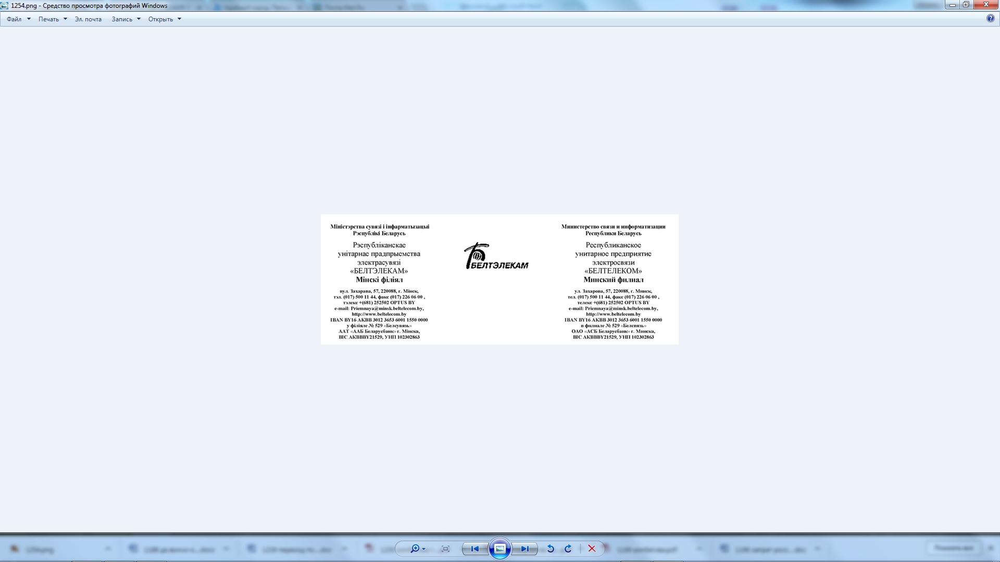 1254.png - Средство просмотра фотографий Windows
Файл Печать Эл. почта Запись Открыть
Міністэрства сувязі і інфарматызацыі
Рэспублікі Беларусь
Рэспубліканскае
унітарнае прадпрыемства
электрасувязі
«БЕЛТЭЛЕКАМ»
Мінскі філіял
вул. Захарава, 57, 220088, г. Мінск,
тэл. (017) 500 11 44, факс (017) 226 06 00 ,
тэлекс +(681) 252502 OPTUS BY
e-mail: Priemnaya@minsk.beltelecom.by,
http://www.beltelecom.by
IBAN BY16 AKBB 3012 3653 6001 1550 0000
у філіяле № 529 «Белсувязь»
ААТ «ААБ Беларусбанк» г. Мінска,
BIC AKBBBY21529, УНП 102302863
БЕЛТЭЛЕКАМ
Министерство связи и информатизации
Республики Беларусь
Республиканское
унитарное предприятие
электросвязи
«БЕЛТЕЛЕКОМ»
Минский филиал
ул. Захарова, 57, 220088, г. Минск,
тел. (017) 500 11 44, факс (017) 226 06 00 ,
телекс +(681) 252502 OPTUS BY
e-mail: Priemnaya@minsk.beltelecom.by,
http://www.beltelecom.by
IBAN BY16 AKBB 3012 3653 6001 1550 0000
в филиале № 529 «Белсвязь»
ОАО «АСБ Беларусбанк» г. Минска,
BIC AKBBBY21529, УНП 102302863
1254.png
Показать все